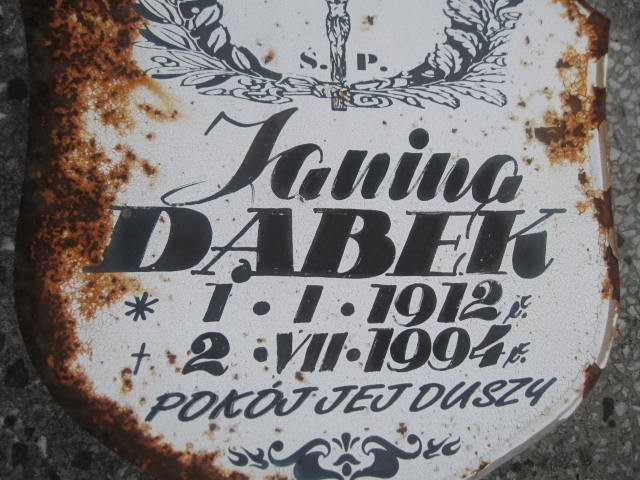 Ś. P.
Janina
DĄBEK
* 1. I. 1912 r.
† 2. VII. 1994 r.
POKÓJ JEJ DUSZY